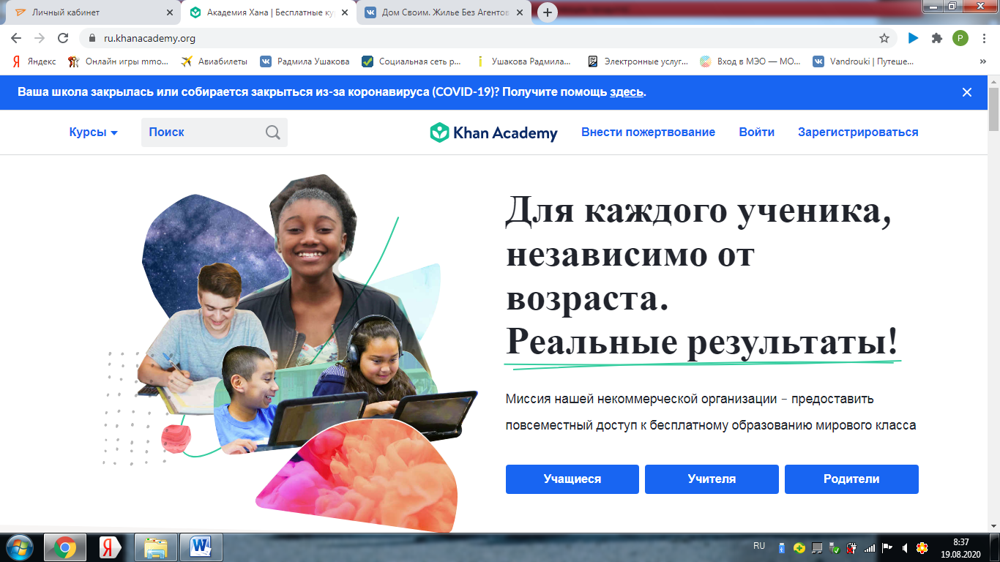 Личный кабинет
Академия Хана | Бесплатные ку
Дом Своим. Жилье Без Агентов
ru.khanacademy.org
P
Яндекс
Онлайн игры mmo...
Авиабилеты
Радмила Ушакова
Социальная сеть р...
Ушакова Радмила...
Электронные услуг...
Вход в МЭО — МО...
Vandrouki | Путеше...
Ваша школа закрылась или собирается закрыться из-за коронавируса (COVID-19)? Получите помощь здесь.
Курсы
Поиск
Khan Academy
Внести пожертвование
Войти
Зарегистрироваться
Для каждого ученика,
независимо от
возраста.
Реальные результаты!
Миссия нашей некоммерческой организации – предоставить
повсеместный доступ к бесплатному образованию мирового класса
Учащиеся
Учителя
Родители
RU
8:37
19.08.2020